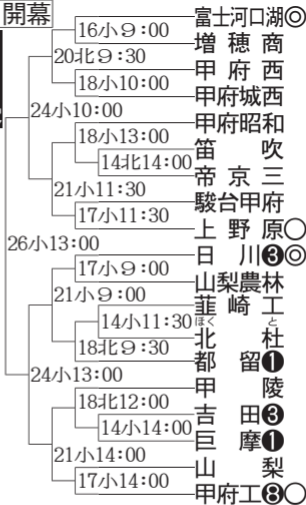 開幕
富士河口湖◎
16小9:00
増穂商
20北9:30
甲府西
18小10:00
甲府城西
24小10:00
甲府昭和
18小13:00
笛吹
14北14:00
帝京三
21小11:30
駿台甲府
17小11:30
上野原○
26小13:00
日川❸◎
17小9:00
山梨農林
21小9:00
韮崎工
14小11:30
ほくと
北杜
18北9:30
都留❶
24小13:00
甲陵
18北12:00
吉田❸
14小14:00
巨摩❶
21小14:00
山梨
17小14:00
甲府工❽○